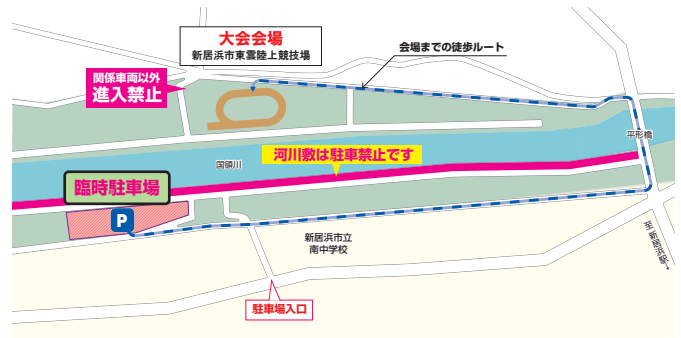 大会会場
新居浜市東雲陸上競技場
会場までの徒歩ルート
関係車両以外
進入禁止
平形橋
国領川
河川敷は駐車禁止です
臨時駐車場
P
新居浜市立
南中学校
至 新居浜駅→
駐車場入口